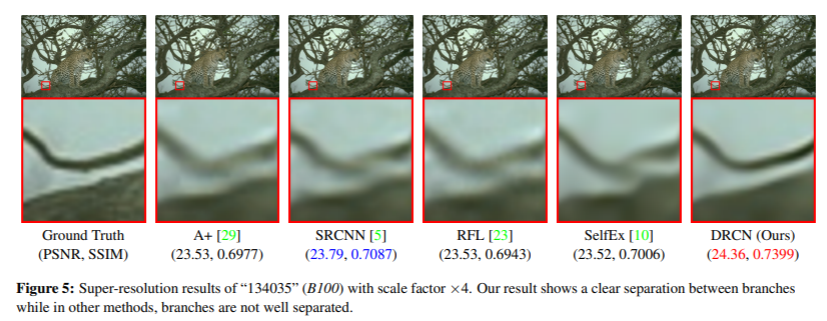 Ground Truth A+ [29] SRCNN [5] RFL [23] SelfEx [10] DRCN (Ours)
(PSNR, SSIM) (23.53, 0.6977) (23.79, 0.7087) (23.53, 0.6943) (23.52, 0.7006) (24.36, 0.7399)
Figure 5: Super-resolution results of “134035” (B100) with scale factor ×4. Our result shows a clear separation between branches
while in other methods, branches are not well separated.